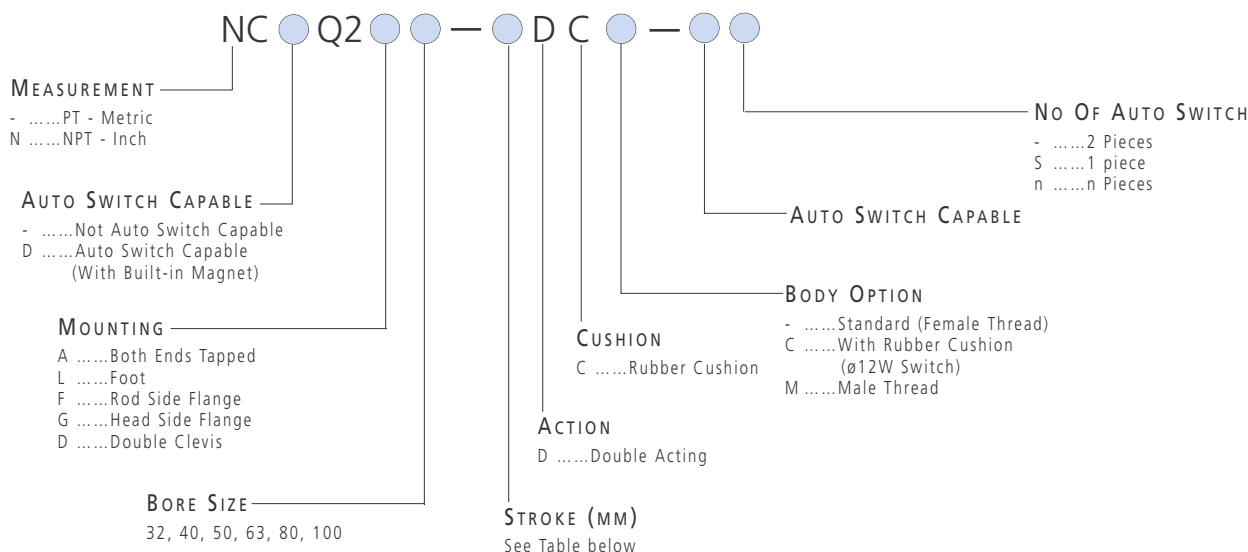 NC Q2 — D C —
MEASUREMENT
- ......PT - Metric
N ......NPT - Inch
AUTO SWITCH CAPABLE
- ......Not Auto Switch Capable
D ......Auto Switch Capable
(With Built-in Magnet)
MOUNTING
A ......Both Ends Tapped
L ......Foot
F ......Rod Side Flange
G ......Head Side Flange
D ......Double Clevis
BORE SIZE
32, 40, 50, 63, 80, 100
STROKE (MM)
See Table below
ACTION
D ......Double Acting
CUSHION
C ......Rubber Cushion
BODY OPTION
- ......Standard (Female Thread)
C ......With Rubber Cushion
(ø12W Switch)
M ......Male Thread
AUTO SWITCH CAPABLE
NO OF AUTO SWITCH
- ......2 Pieces
S ......1 piece
n ......n Pieces